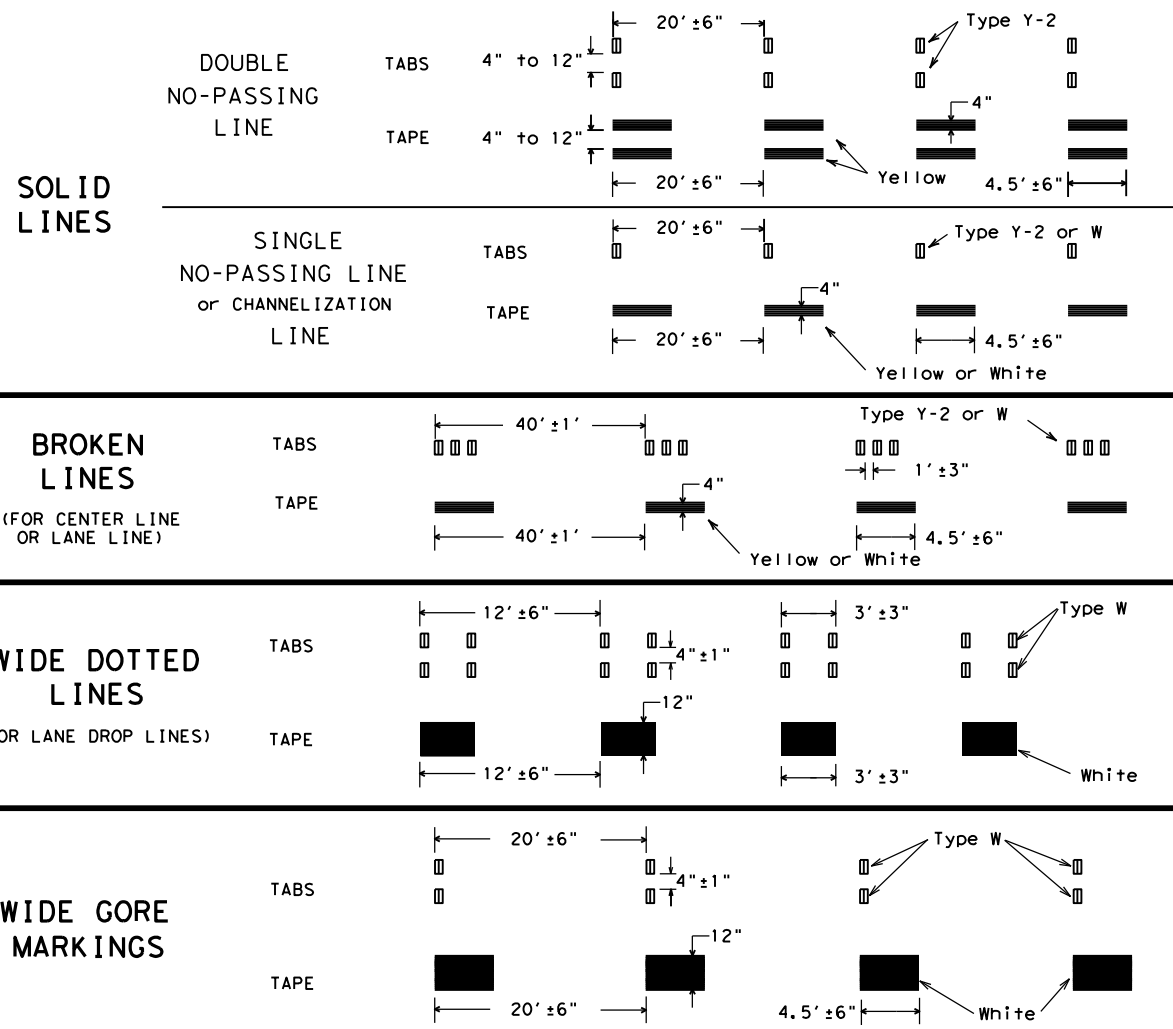 SOLID
LINES
DOUBLE
NO-PASSING
LINE
TABS
4" to 12"
20'±6"
Type Y-2
TAPE
4" to 12"
4"
Yellow
20'±6"
4.5'±6"
SINGLE
NO-PASSING LINE
or CHANNELIZATION
LINE
TABS
20'±6"
Type Y-2 or W
TAPE
4"
20'±6"
4.5'±6"
Yellow or White
BROKEN
LINES
(FOR CENTER LINE
OR LANE LINE)
TABS
40'±1'
Type Y-2 or W
1'±3"
TAPE
4"
40'±1'
4.5'±6"
Yellow or White
WIDE DOTTED
LINES
OR LANE DROP LINES)
TABS
12'±6"
3'±3"
Type W
4"±1"
TAPE
12"
12'±6"
3'±3"
White
WIDE GORE
MARKINGS
TABS
20'±6"
Type W
4"±1"
TAPE
12"
20'±6"
4.5'±6"
White